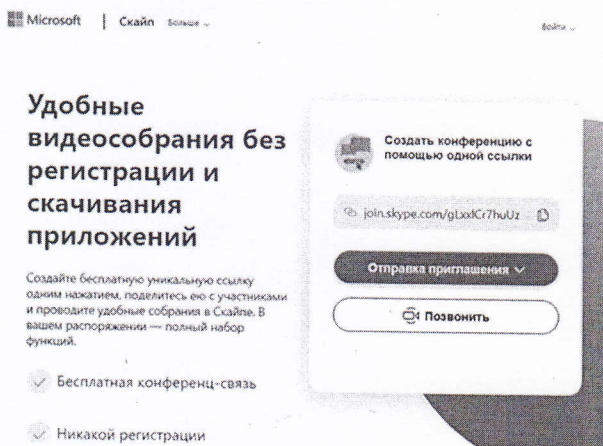 Microsoft | Скайп Больше
Войти
Удобные
видеособрания без
регистрации и
скачивания
приложений
Создайте бесплатную уникальную ссылку
одним нажатием, поделитесь ею с участниками
и проводите удобные собрания в Скайпе. В
вашем распоряжении — полный набор
функций.
Бесплатная конференц-связь
Никакой регистрации
Создать конференцию с
помощью одной ссылки
join.skype.com/gLxxlCr7huUz
Отправка приглашения
Позвонить